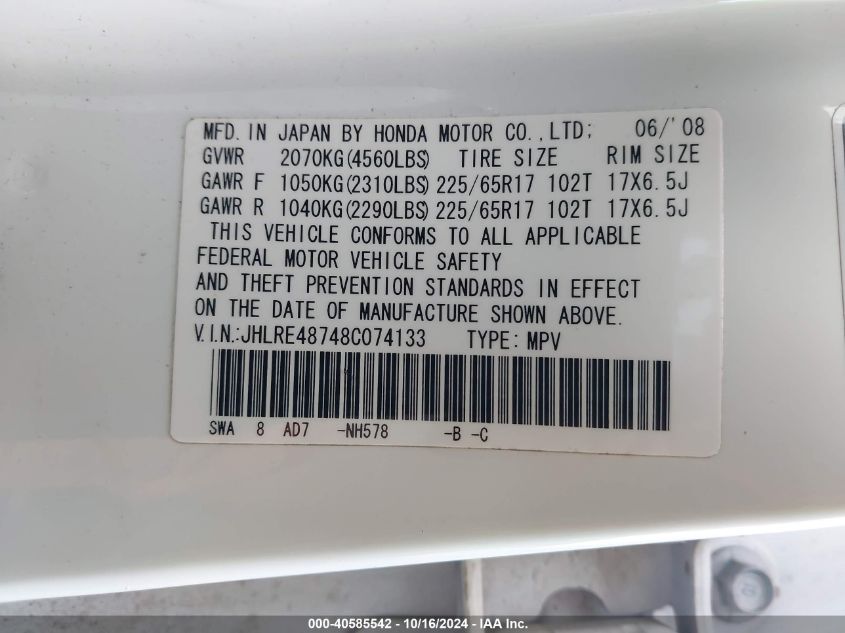 MFD. IN JAPAN BY HONDA MOTOR CO.,LTD; 06/'08
GVWR 2070KG(4560LBS) TIRE SIZE RIM SIZE
GAWR F 1050KG(2310LBS) 225/65R17 102T 17X6.5J
GAWR R 1040KG(2290LBS) 225/65R17 102T 17X6.5J
THIS VEHICLE CONFORMS TO ALL APPLICABLE
FEDERAL MOTOR VEHICLE SAFETY
AND THEFT PREVENTION STANDARDS IN EFFECT
ON THE DATE OF MANUFACTURE SHOWN ABOVE.
V.I.N.:JHLRE48748C074133 TYPE: MPV
SWA 8 AD7 -NH578 -B -C
000-40585542 - 10/16/2024 - IAA Inc.